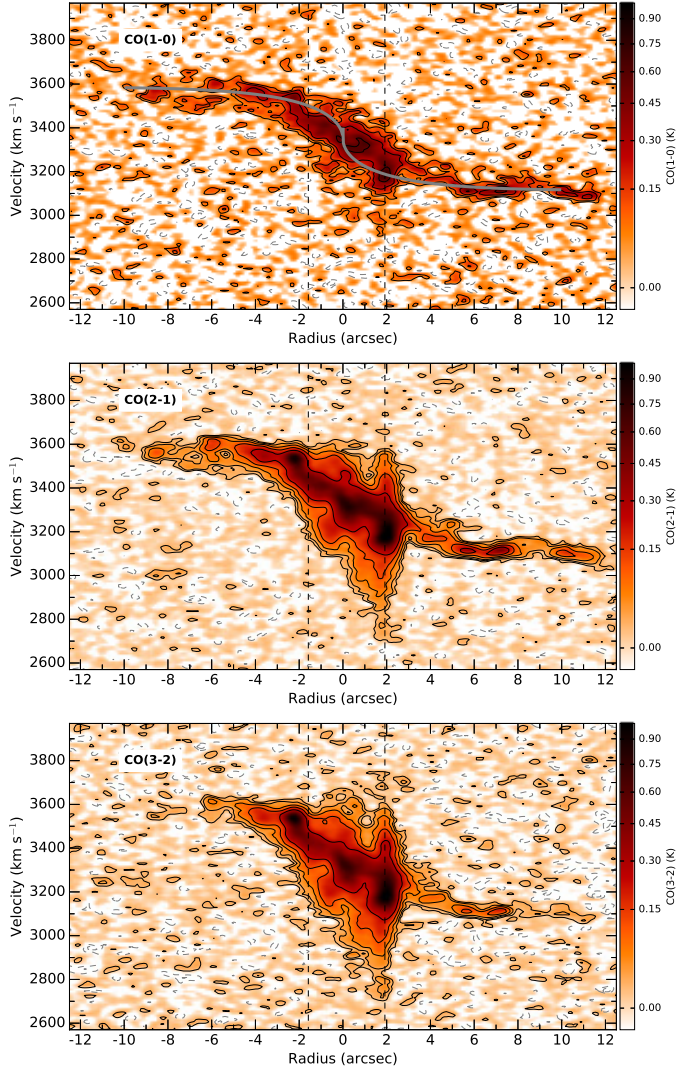 CO(1-0)
Velocity (km s⁻¹)
3800
3600
3400
3200
3000
2800
2600
-12 -10 -8 -6 -4 -2 0 2 4 6 8 10 12
Radius (arcsec)
0.90
0.75
0.60
0.45
0.30
0.15
0.00
CO(1-0) (K)
CO(2-1)
Velocity (km s⁻¹)
3800
3600
3400
3200
3000
2800
2600
-12 -10 -8 -6 -4 -2 0 2 4 6 8 10 12
Radius (arcsec)
0.90
0.75
0.60
0.45
0.30
0.15
0.00
CO(2-1) (K)
CO(3-2)
Velocity (km s⁻¹)
3800
3600
3400
3200
3000
2800
2600
-12 -10 -8 -6 -4 -2 0 2 4 6 8 10 12
Radius (arcsec)
0.90
0.75
0.60
0.45
0.30
0.15
0.00
CO(3-2) (K)